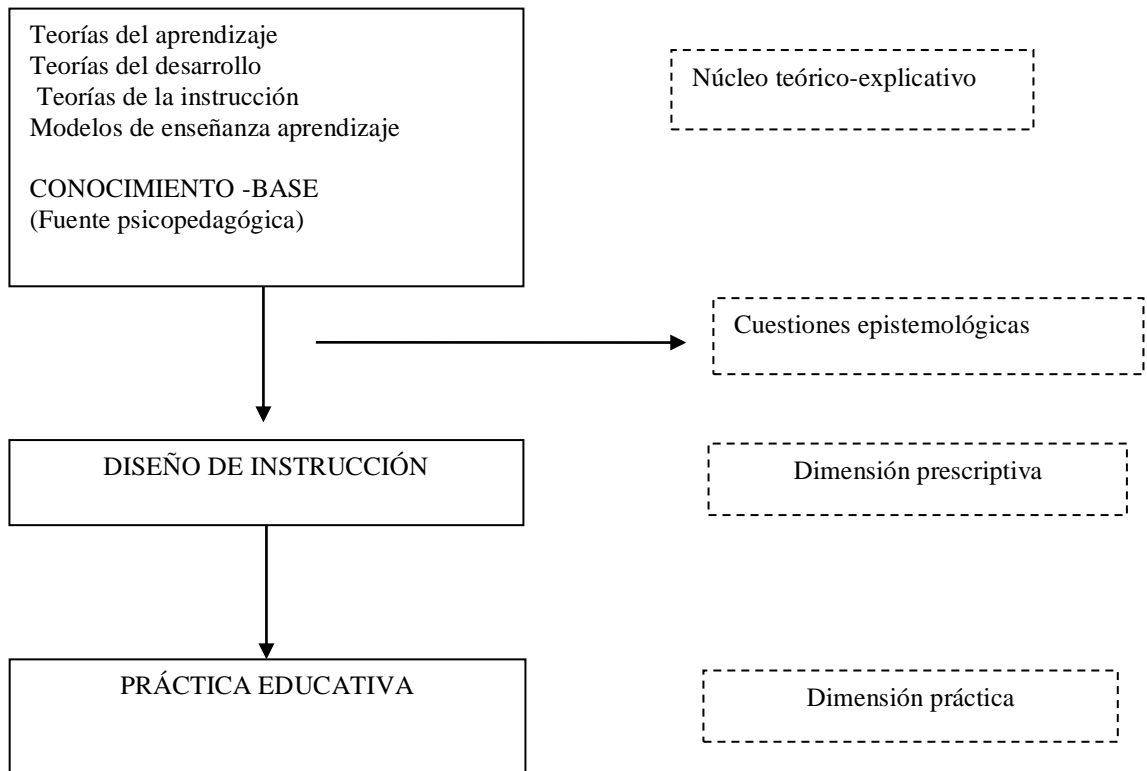 Teorías del aprendizaje
Teorías del desarrollo
Teorías de la instrucción
Modelos de enseñanza aprendizaje
CONOCIMIENTO -BASE
(Fuente psicopedagógica)
Núcleo teórico-explicativo
Cuestiones epistemológicas
DISEÑO DE INSTRUCCIÓN
Dimensión prescriptiva
PRÁCTICA EDUCATIVA
Dimensión práctica